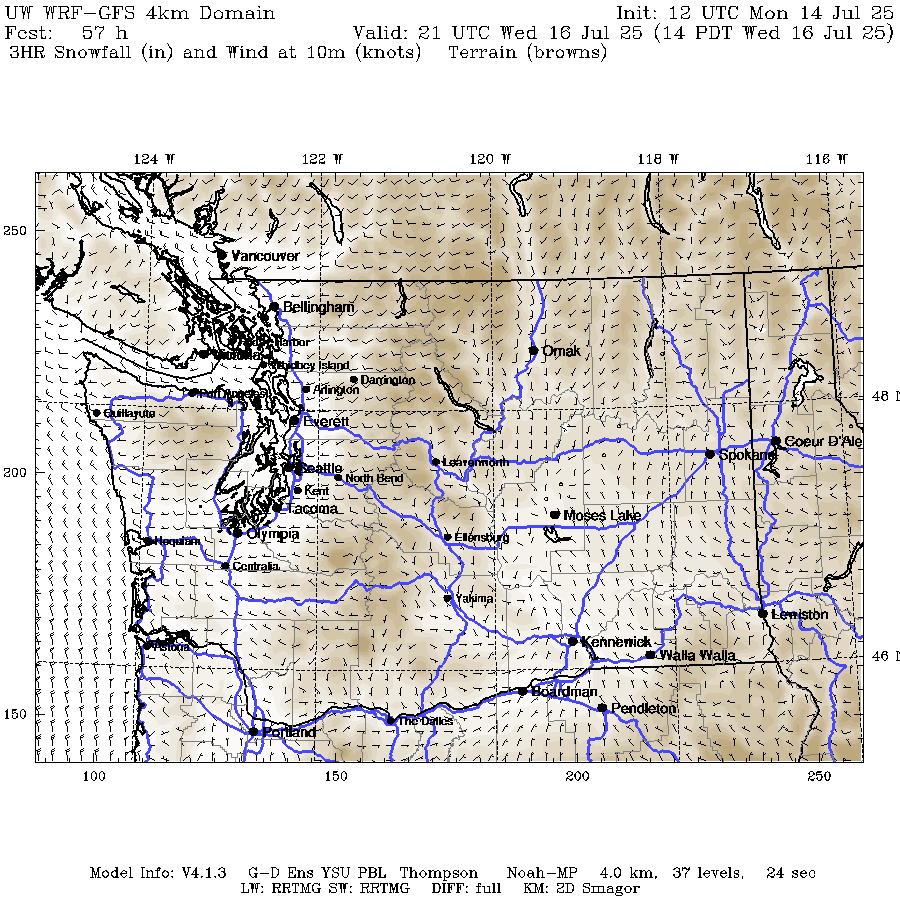 UW WRF-GFS 4km Domain Init: 12 UTC Mon 14 Jul 25
Fcst: 57 h Valid: 21 UTC Wed 16 Jul 25 (14 PDT Wed 16 Jul 25)
3HR Snowfall (in) and Wind at 10m (knots) Terrain (browns)
124 W 122 W 120 W 118 W 116 W
250
Vancouver
Bellingham
Harbor
Victoria
Whidbey Island
Omak
Darrington
Arlington
Port Angeles
48 N
Quillayute
Everett
Coeur D'Ale
Spokane
Leavenworth
200
Seattle
North Bend
Kent
Tacoma
Moses Lake
Olympia
Ellensburg
Hoquiam
Centralia
Yakima
Lewiston
Kennewick
Astoria
Walla Walla
46 N
Boardman
Pendleton
150
The Dalles
Portland
100 150 200 250
Model Info: V4.1.3 G-D Ens YSU PBL Thompson Noah-MP 4.0 km, 37 levels, 24 sec
LW: RRTMG SW: RRTMG DIFF: full KM: 2D Smagor